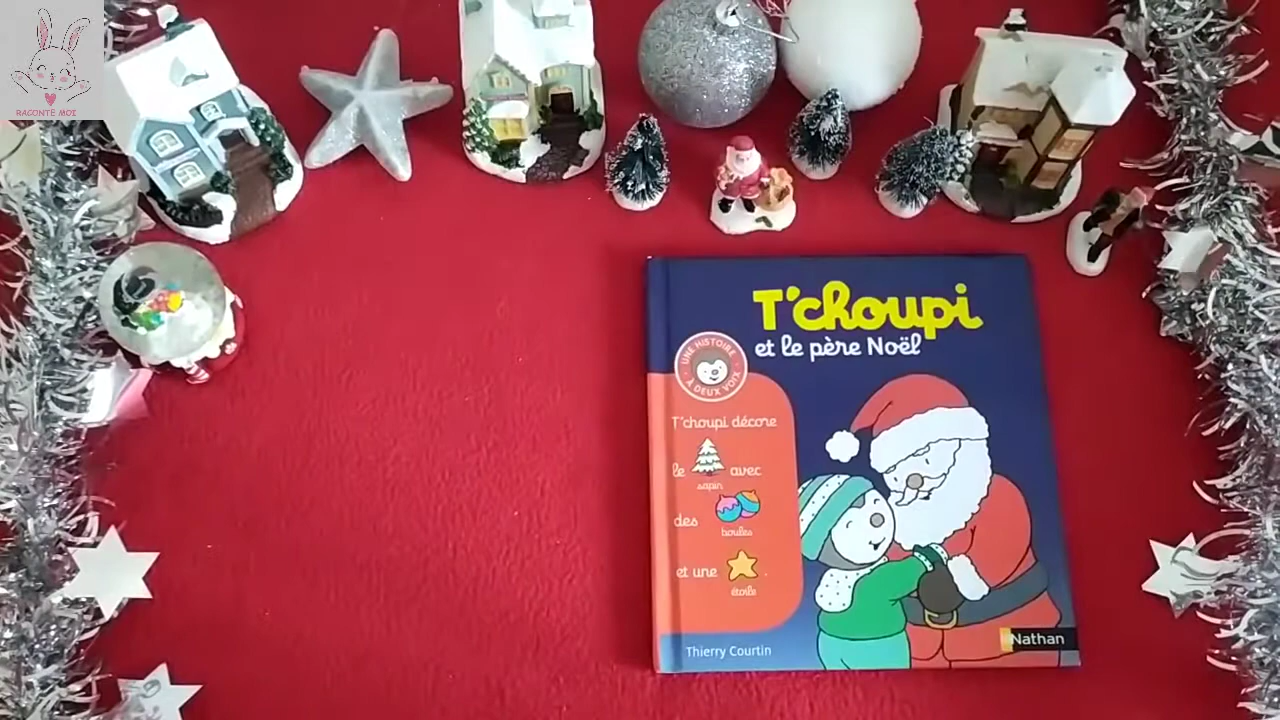 RACONTE MOI
T'choupi
et le père Noël
UNE HISTOIRE
À DEUX VOIX
T'choupi décore
le avec
sapin
des
boules
et une .
étoile
Thierry Courtin
Nathan